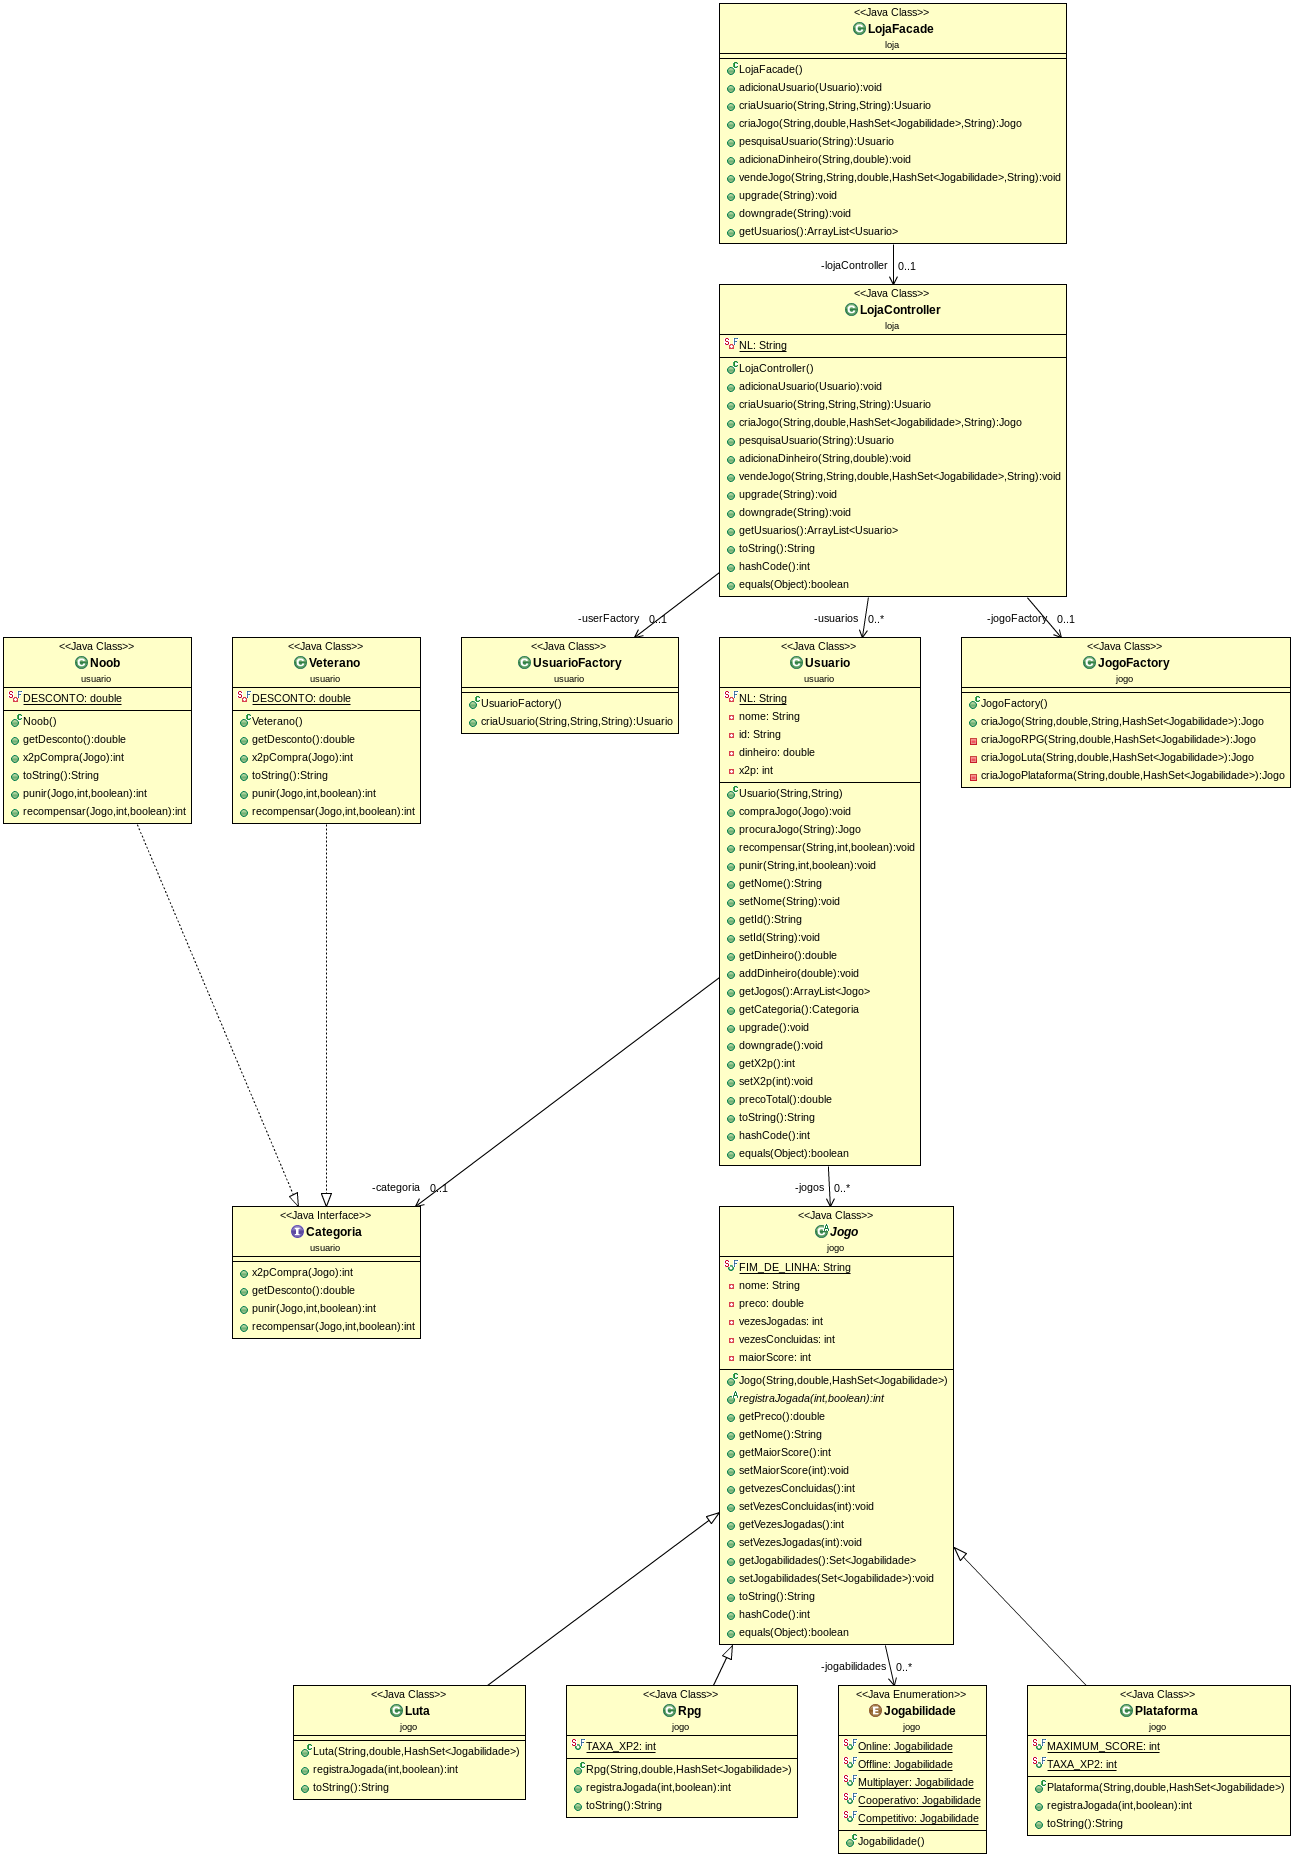 <<Java Class>>
LojaFacade
loja
LojaFacade()
adicionaUsuario(Usuario):void
criaUsuario(String,String,String):Usuario
criaJogo(String,double,HashSet<Jogabilidade>,String):Jogo
pesquisaUsuario(String):Usuario
adicionaDinheiro(String,double):void
vendeJogo(String,String,double,HashSet<Jogabilidade>,String):void
upgrade(String):void
downgrade(String):void
getUsuarios():ArrayList<Usuario>
-lojaController 0..1
<<Java Class>>
LojaController
loja
NL: String
LojaController()
adicionaUsuario(Usuario):void
criaUsuario(String,String,String):Usuario
criaJogo(String,double,HashSet<Jogabilidade>,String):Jogo
pesquisaUsuario(String):Usuario
adicionaDinheiro(String,double):void
vendeJogo(String,String,double,HashSet<Jogabilidade>,String):void
upgrade(String):void
downgrade(String):void
getUsuarios():ArrayList<Usuario>
toString():String
hashCode():int
equals(Object):boolean
-userFactory 0..1
-usuarios 0..*
-jogoFactory 0..1
<<Java Class>>
Noob
usuario
DESCONTO: double
Noob()
getDesconto():double
x2pCompra(Jogo):int
toString():String
punir(Jogo,int,boolean):int
recompensar(Jogo,int,boolean):int
<<Java Class>>
Veterano
usuario
DESCONTO: double
Veterano()
getDesconto():double
x2pCompra(Jogo):int
toString():String
punir(Jogo,int,boolean):int
recompensar(Jogo,int,boolean):int
<<Java Class>>
UsuarioFactory
usuario
UsuarioFactory()
criaUsuario(String,String,String):Usuario
<<Java Class>>
Usuario
usuario
NL: String
nome: String
id: String
dinheiro: double
x2p: int
Usuario(String,String)
compraJogo(Jogo):void
procuraJogo(String):Jogo
recompensar(String,int,boolean):void
punir(String,int,boolean):void
getNome():String
setNome(String):void
getId():String
setId(String):void
getDinheiro():double
addDinheiro(double):void
getJogos():ArrayList<Jogo>
getCategoria():Categoria
upgrade():void
downgrade():void
getX2p():int
setX2p(int):void
precoTotal():double
toString():String
hashCode():int
equals(Object):boolean
<<Java Class>>
JogoFactory
jogo
JogoFactory()
criaJogo(String,double,String,HashSet<Jogabilidade>):Jogo
criaJogoRPG(String,double,HashSet<Jogabilidade>):Jogo
criaJogoLuta(String,double,HashSet<Jogabilidade>):Jogo
criaJogoPlataforma(String,double,HashSet<Jogabilidade>):Jogo
-categoria 0..1
-jogos 0..*
<<Java Interface>>
Categoria
usuario
x2pCompra(Jogo):int
getDesconto():double
punir(Jogo,int,boolean):int
recompensar(Jogo,int,boolean):int
<<Java Class>>
Jogo
jogo
FIM_DE_LINHA: String
nome: String
preco: double
vezesJogadas: int
vezesConcluidas: int
maiorScore: int
Jogo(String,double,HashSet<Jogabilidade>)
registraJogada(int,boolean):int
getPreco():double
getNome():String
getMaiorScore():int
setMaiorScore(int):void
getvezesConcluidas():int
setVezesConcluidas(int):void
getVezesJogadas():int
setVezesJogadas(int):void
getJogabilidades():Set<Jogabilidade>
setJogabilidades(Set<Jogabilidade>):void
toString():String
hashCode():int
equals(Object):boolean
-jogabilidades 0..*
<<Java Class>>
Luta
jogo
Luta(String,double,HashSet<Jogabilidade>)
registraJogada(int,boolean):int
toString():String
<<Java Class>>
Rpg
jogo
TAXA_XP2: int
Rpg(String,double,HashSet<Jogabilidade>)
registraJogada(int,boolean):int
toString():String
<<Java Enumeration>>
Jogabilidade
jogo
Online: Jogabilidade
Offline: Jogabilidade
Multiplayer: Jogabilidade
Cooperativo: Jogabilidade
Competitivo: Jogabilidade
Jogabilidade()
<<Java Class>>
Plataforma
jogo
MAXIMUM_SCORE: int
TAXA_XP2: int
Plataforma(String,double,HashSet<Jogabilidade>)
registraJogada(int,boolean):int
toString():String